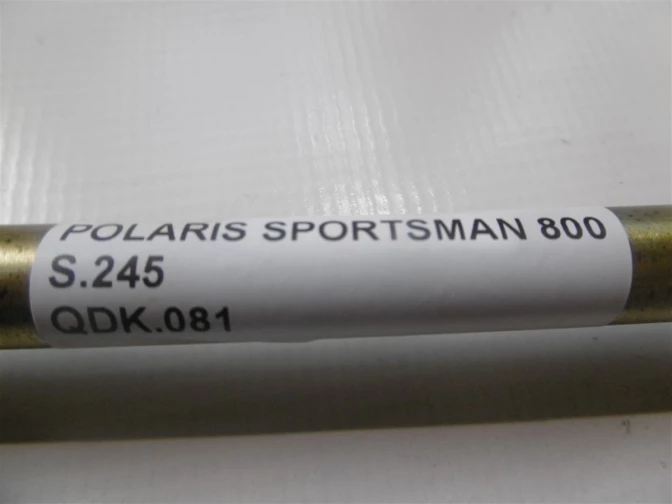 POLARIS SPORTSMAN 800
S.245
QDK.081